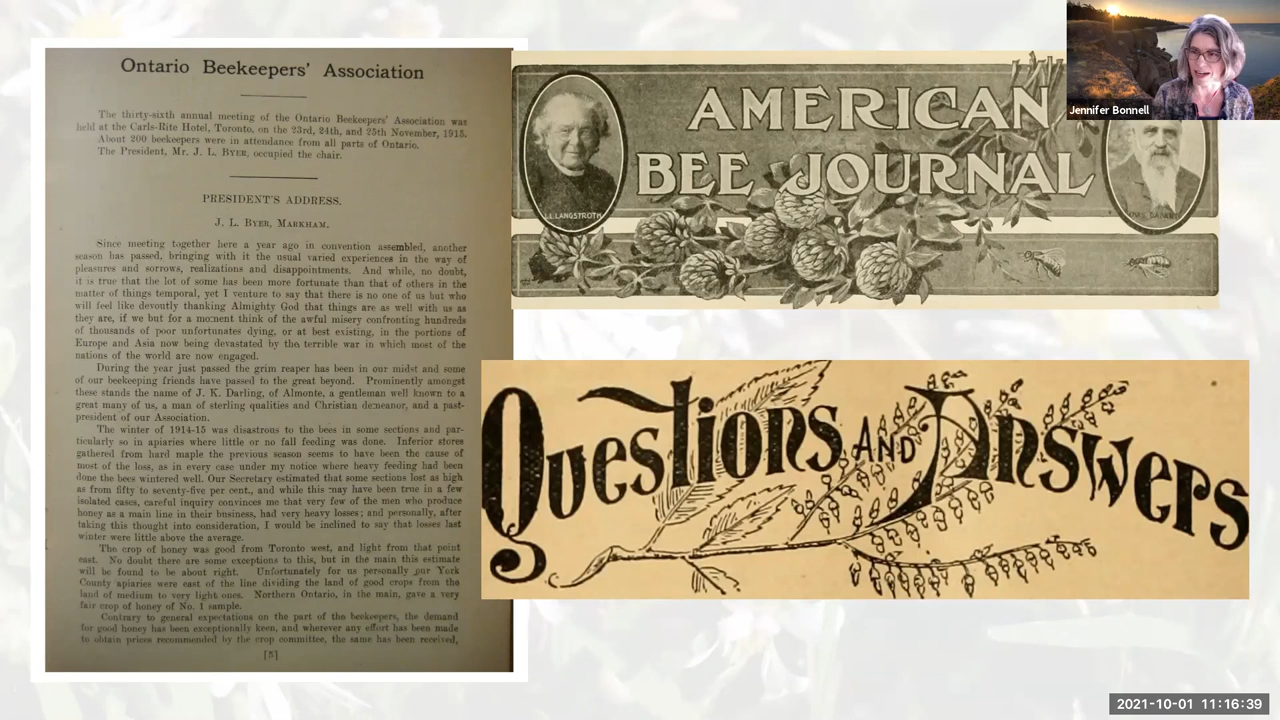 Ontario Beekeepers' Association
The thirty-sixth annual meeting of the Ontario Beekeepers' Association was
held at the Carls-Rite Hotel, Toronto, on the 23rd, 24th, and 25th November, 1915.
About 200 beekeepers were in attendance from all parts of Ontario.
The President, Mr. J. L. Byer, occupied the chair.
PRESIDENT'S ADDRESS.
J. L. Byer, Markham.
Since meeting together here a year ago in convention assembled, another
season has passed, bringing with it the usual varied experiences in the way of
pleasures and sorrows, realizations and disappointments. And while, no doubt,
it is true that the lot of some has been more fortunate than that of others in the
matter of things temporal, yet I venture to say that there is no one of us but who
will feel like devoutly thanking Almighty God that things are as well with us as
they are, if we but for a moment think of the awful misery confronting hundreds
of thousands of poor unfortunates dying, or at best existing, in the portions of
Europe and Asia now being devastated by the terrible war in which most of the
nations of the world are now engaged.
During the year just passed the grim reaper has been in our midst and some
of our beekeeping friends have passed to the great beyond. Prominently amongst
these stands the name of J. K. Darling, of Almonte, a gentleman well known to a
great many of us, a man of sterling qualities and Christian demeanor, and a past-
president of our Association.
The winter of 1914-15 was disastrous to the bees in some sections and par-
ticularly so in apiaries where little or no fall feeding was done. Inferior stores
gathered from hard maple the previous season seems to have been the cause of
most of the loss, as in every case under my notice where heavy feeding had been
done the bees wintered well. Our Secretary estimated that some sections lost as high
as from fifty to seventy-five per cent, and while this may have been true in a few
isolated cases, careful inquiry convinces me that very few of the men who produce
honey as a main line in their business, had very heavy losses; and personally, after
taking this thought into consideration, I would be inclined to say that losses last
winter were little above the average.
The crop of honey was good from Toronto west, and light from that point
east. No doubt there are some exceptions to this, but in the main this estimate
will be found to be about right. Unfortunately for us personally our York
County apiaries were east of the line dividing the land of good crops from the
land of medium to very light ones. Northern Ontario, in the main, gave a very
fair crop of honey of No. 1 sample.
Contrary to general expectations on the part of the beekeepers, the demand
for good honey has been exceptionally keen, and wherever any effort has been made
to obtain prices recommended by the crop committee, the same has been received,
[5]
AMERICAN
BEE JOURNAL
L.L. LANGSTROTH
Questions AND Answers
Jennifer Bonnell
2021-10-01 11:16:39